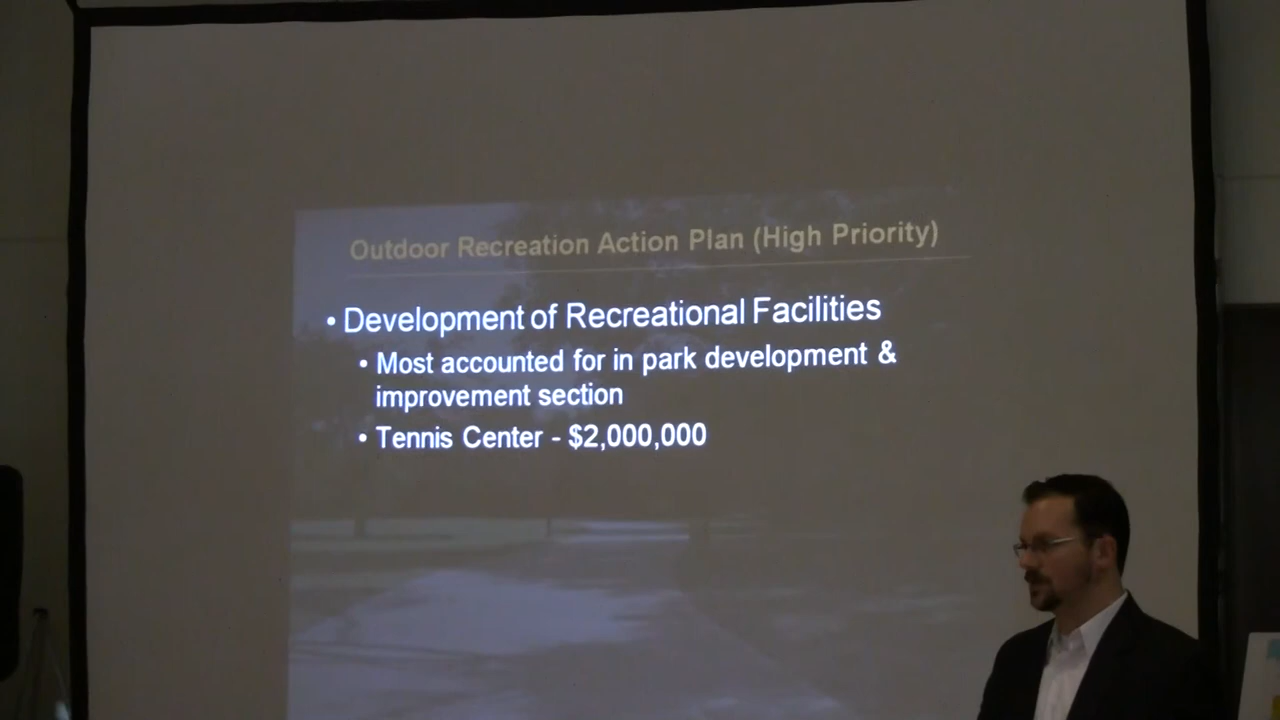 Outdoor Recreation Action Plan (High Priority)
• Development of Recreational Facilities
• Most accounted for in park development &
improvement section
• Tennis Center - $2,000,000